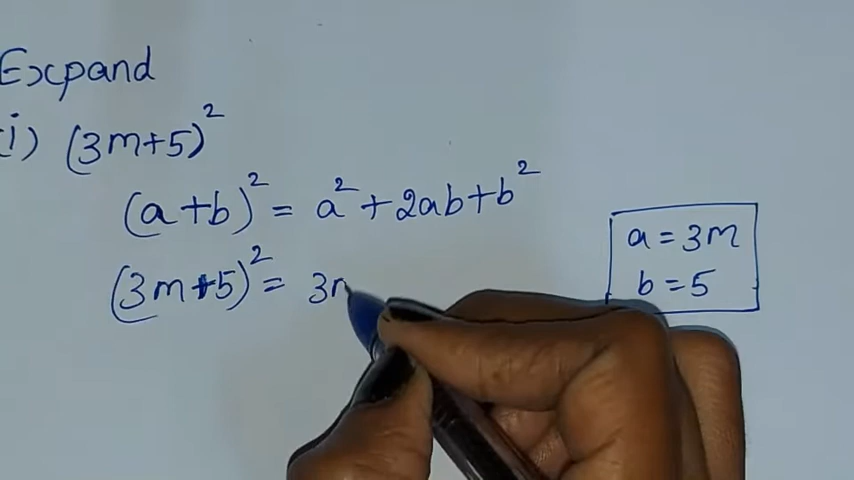 Expand
(i) (3m+5)²
(a+b)² = a² + 2ab + b²
a = 3m
b = 5
(3m+5)² = 3m